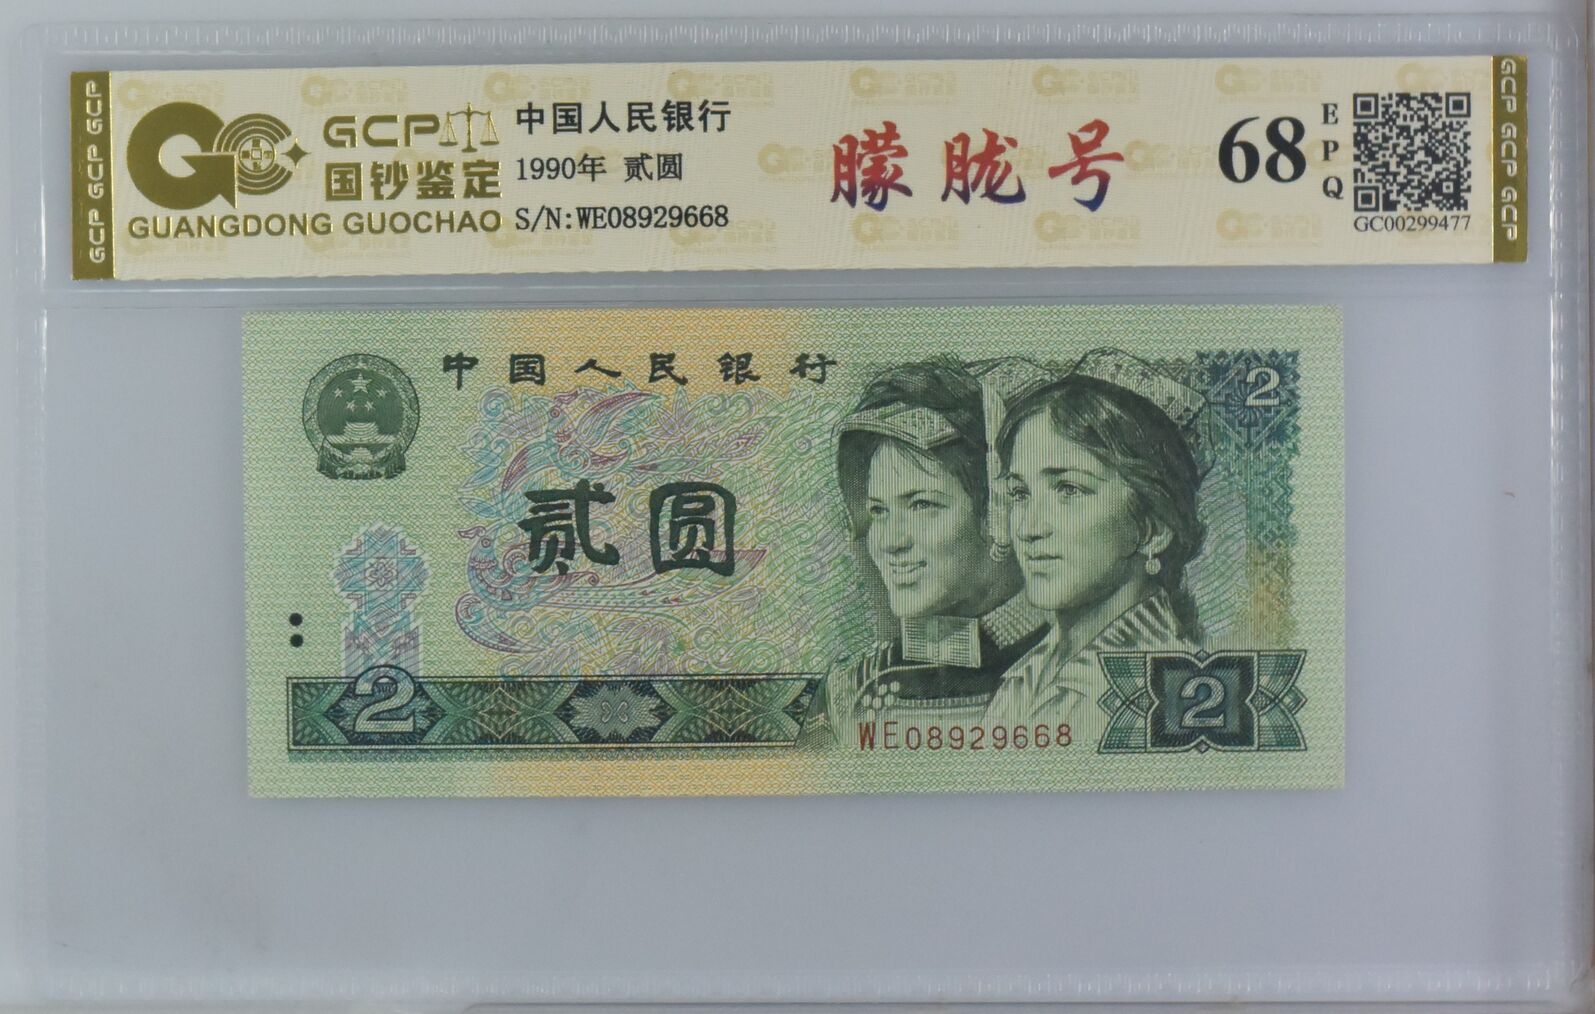 GCP GCP GCP
GCP
国钞鉴定
GUANGDONG GUOCHAO
中国人民银行
1990年 贰圆
S/N:WE08929668
朦胧号
68
EPQ
GC00299477
GCP GCP GCP
中国人民银行
2
贰圆
2
WE08929668
2